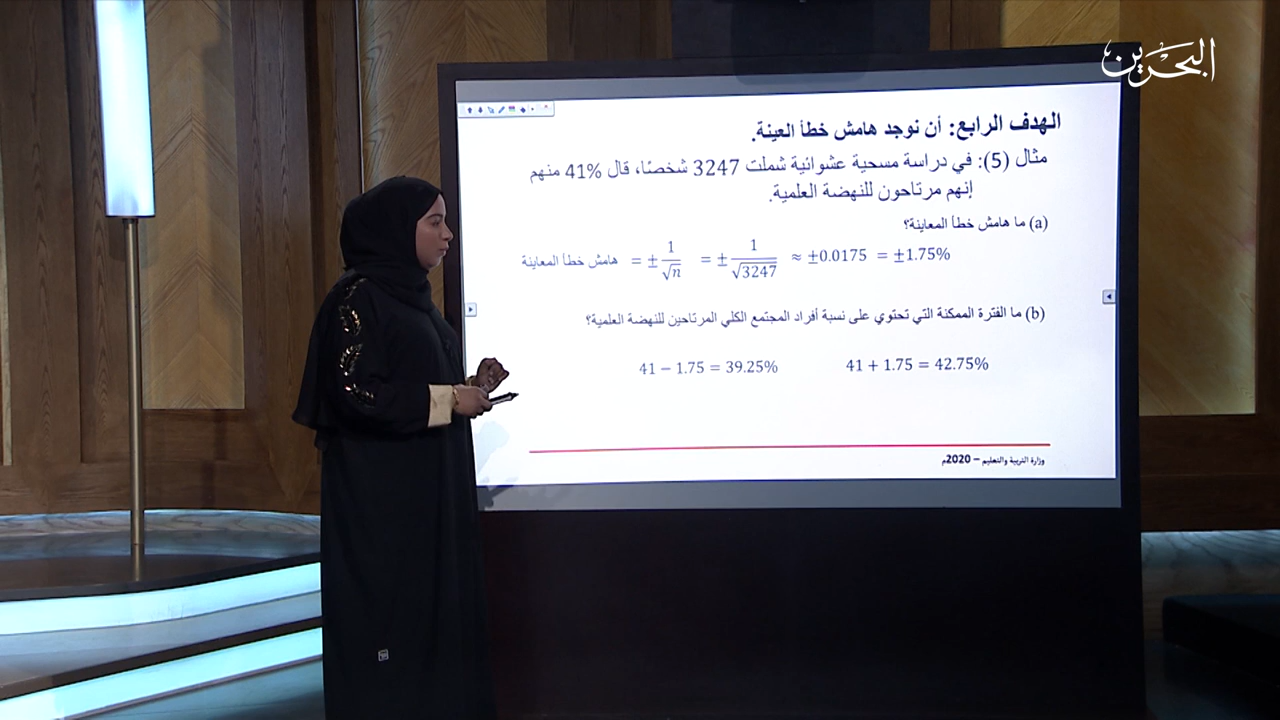 البحرين
الهدف الرابع: أن نوجد هامش خطأ العينة.
مثال (5): في دراسة مسحية عشوائية شملت 3247 شخصًا، قال 41% منهم
إنهم مرتاحون للنهضة العلمية.
(a) ما هامش خطأ المعاينة؟
هامش خطأ المعاينة = ± 1/√n = ± 1/√3247 ≈ ±0.0175 = ±1.75%
(b) ما الفترة الممكنة التي تحتوي على نسبة أفراد المجتمع الكلي المرتاحين للنهضة العلمية؟
41 − 1.75 = 39.25% 41 + 1.75 = 42.75%
وزارة التربية والتعليم – 2020م